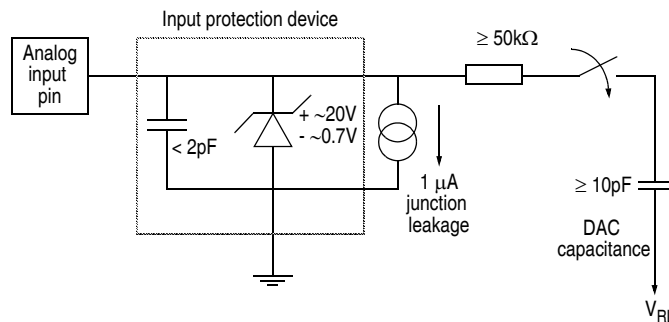 Input protection device
Analog
input
pin
≥ 50kΩ
+ ~20V
- ~0.7V
< 2pF
1 µA
junction
leakage
≥ 10pF
DAC
capacitance